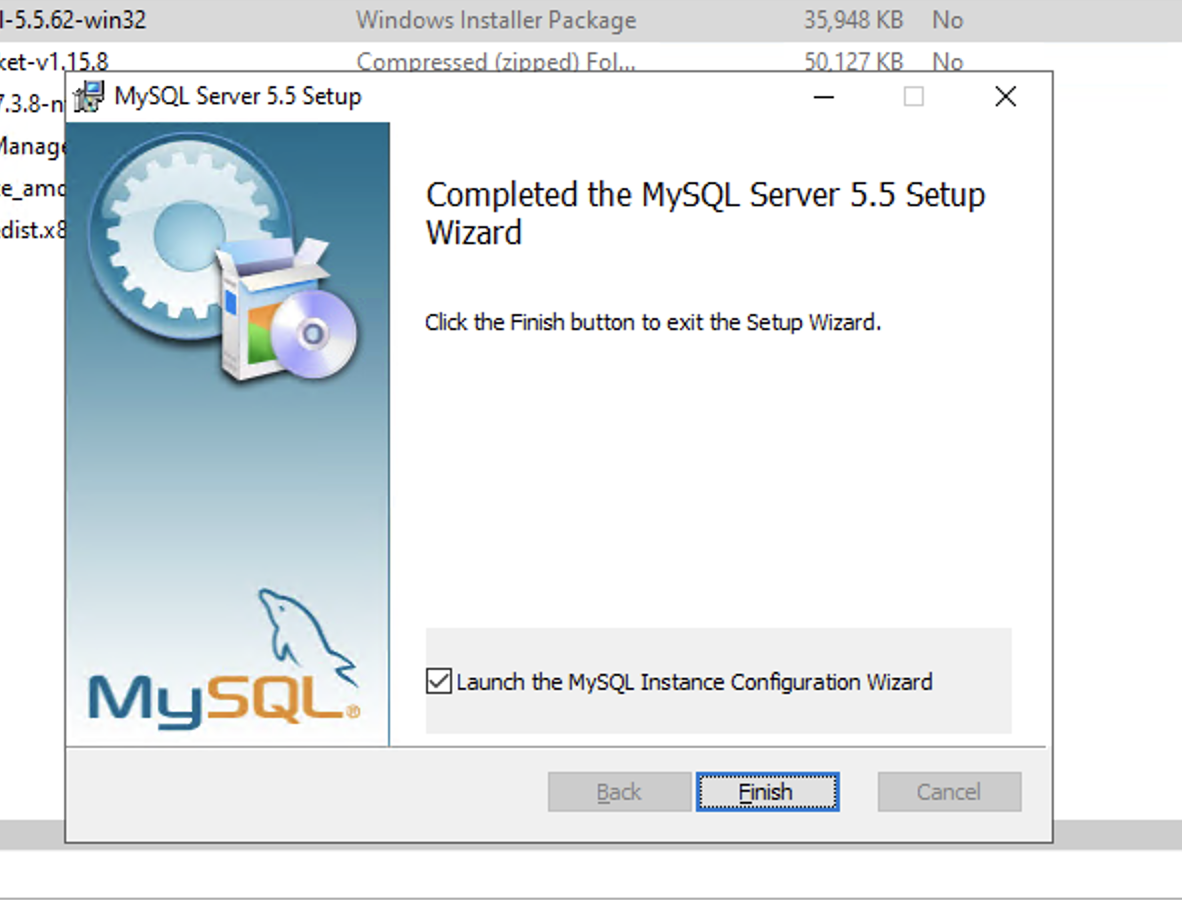 l-5.5.62-win32 Windows Installer Package 35,948 KB No
ket-v1.15.8 Compressed (zipped) Fol... 50,127 KB No
MySQL Server 5.5 Setup
7.3.8-n
Manage
te_amd
dist.x8
Completed the MySQL Server 5.5 Setup
Wizard
Click the Finish button to exit the Setup Wizard.
MySQL®
Launch the MySQL Instance Configuration Wizard
Back Finish Cancel